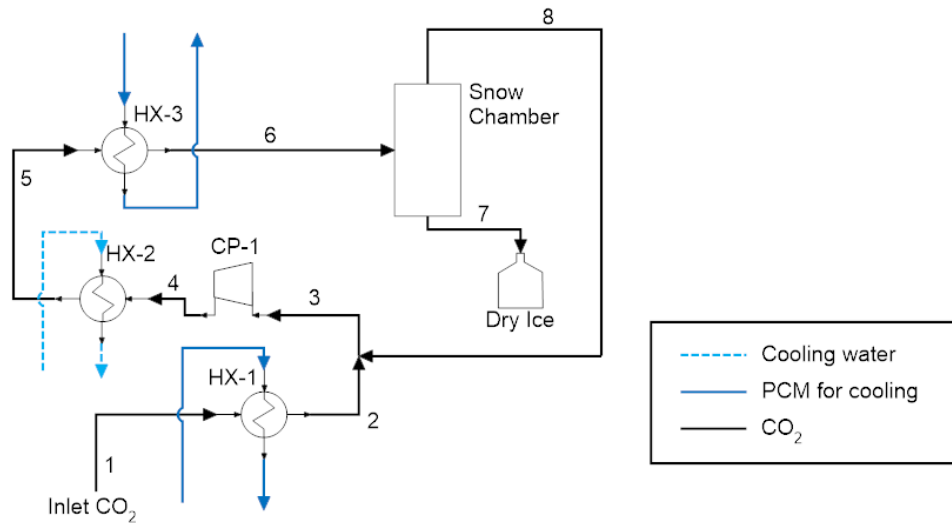 8
HX-3
Snow
Chamber
6
5
7
HX-2
CP-1
4
3
Dry Ice
HX-1
2
1
Inlet CO₂
Cooling water
PCM for cooling
CO₂